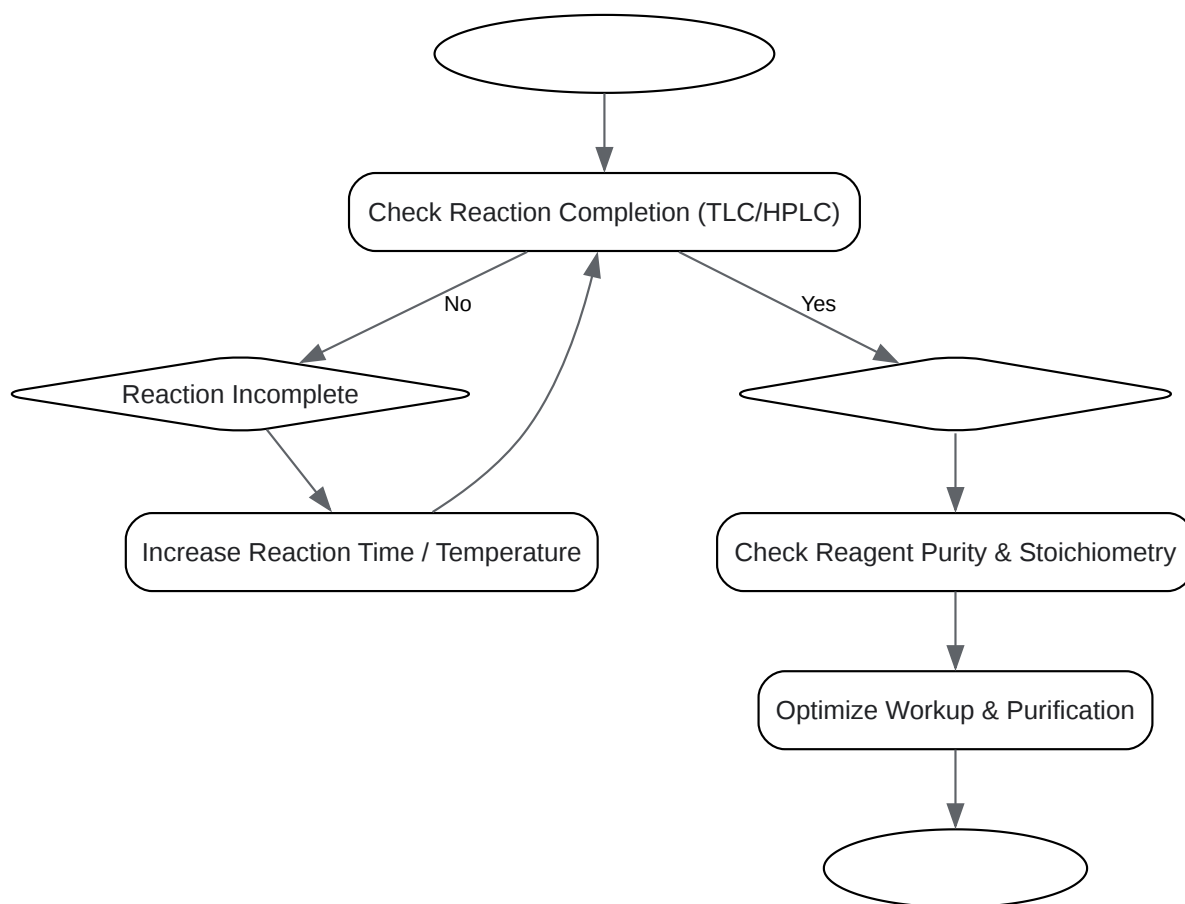 Check Reaction Completion (TLC/HPLC)
No
Yes
Reaction Incomplete
Increase Reaction Time / Temperature
Check Reagent Purity & Stoichiometry
Optimize Workup & Purification